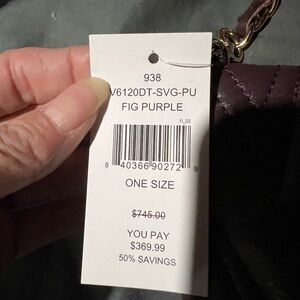 938
V6120DT-SVG-PU
FIG PURPLE
8 40366 90272 9
ONE SIZE
$745.00
YOU PAY
$369.99
50% SAVINGS